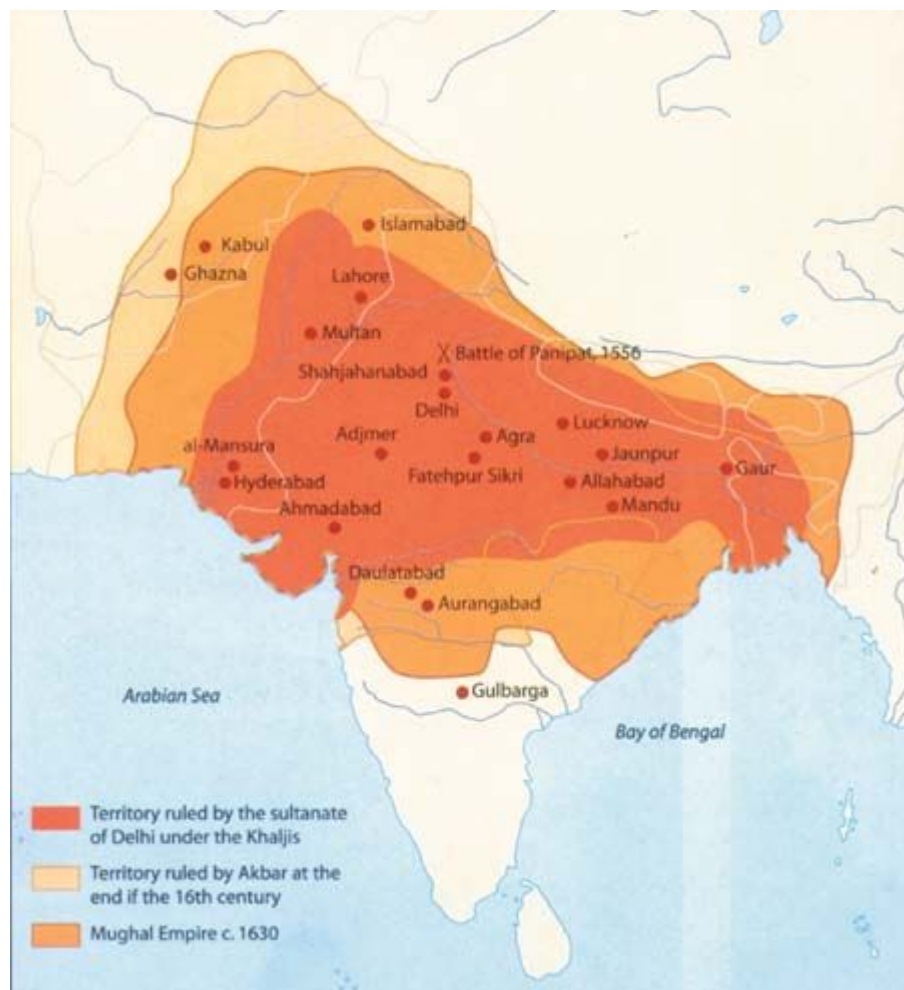 Islamabad
Kabul
Ghazna
Lahore
Multan
Battle of Panipat, 1556
Shahjahanabad
Delhi
Lucknow
Adjmer
Agra
al-Mansura
Jaunpur
Gaur
Fatehpur Sikri
Hyderabad
Allahabad
Ahmadabad
Mandu
Daulatabad
Aurangabad
Gulbarga
Arabian Sea
Bay of Bengal
Territory ruled by the sultanate
of Delhi under the Khaljis
Territory ruled by Akbar at the
end if the 16th century
Mughal Empire c. 1630